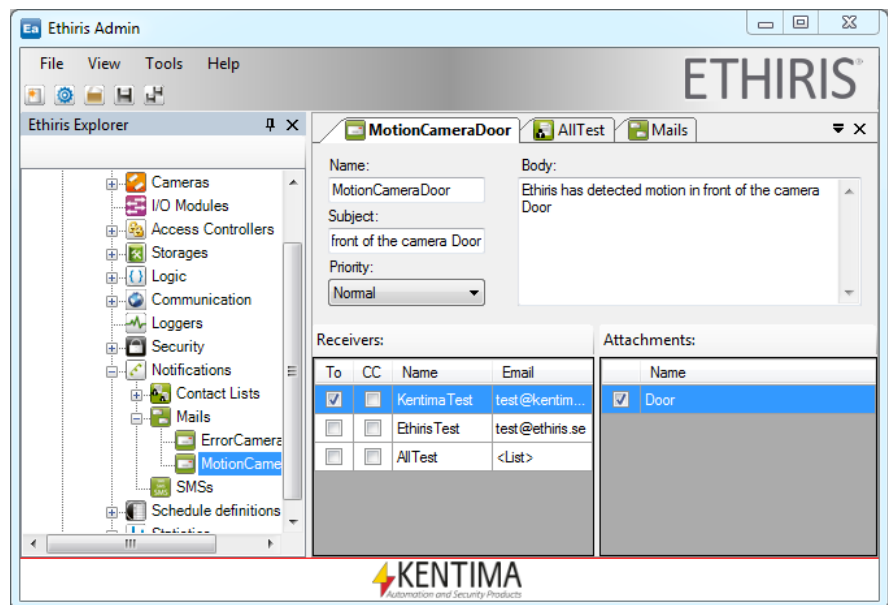 Ea Ethiris Admin
File View Tools Help
ETHIRIS®
Ethiris Explorer
MotionCameraDoor AllTest Mails
Cameras
I/O Modules
Access Controllers
Storages
Logic
Communication
Loggers
Security
Notifications
Contact Lists
Mails
ErrorCamera
MotionCame
SMS SMSs
Schedule definitions
Statistics
Name:
MotionCameraDoor
Subject:
front of the camera Door
Priority:
Normal
Body:
Ethiris has detected motion in front of the camera
Door
Receivers:
To CC Name Email
KentimaTest test@kentim...
EthirisTest test@ethiris.se
AllTest <List>
Attachments:
Name
Door
KENTIMA
Automation and Security Products